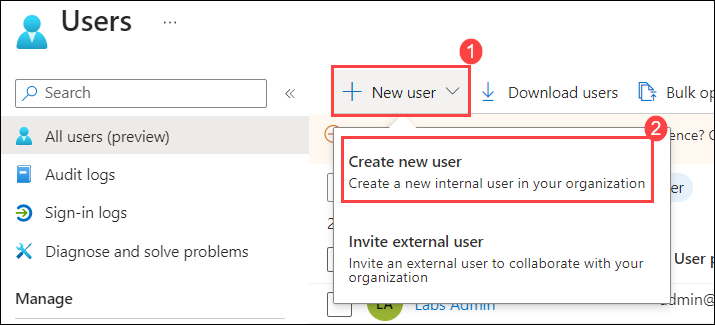 Users ...
1
Search
New user
Download users
Bulk op
All users (preview)
2
ence? C
Create new user
Create a new internal user in your organization
er
Audit logs
Sign-in logs
2
Invite external user
Diagnose and solve problems
Invite an external user to collaborate with your
organization
User p
Manage
LA
Labs Admin
admin@